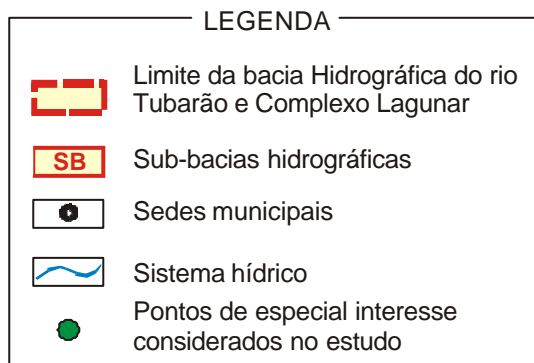 LEGENDA
Limite da bacia Hidrográfica do rio
Tubarão e Complexo Lagunar
SB
Sub-bacias hidrográficas
Sedes municipais
Sistema hídrico
Pontos de especial interesse
considerados no estudo